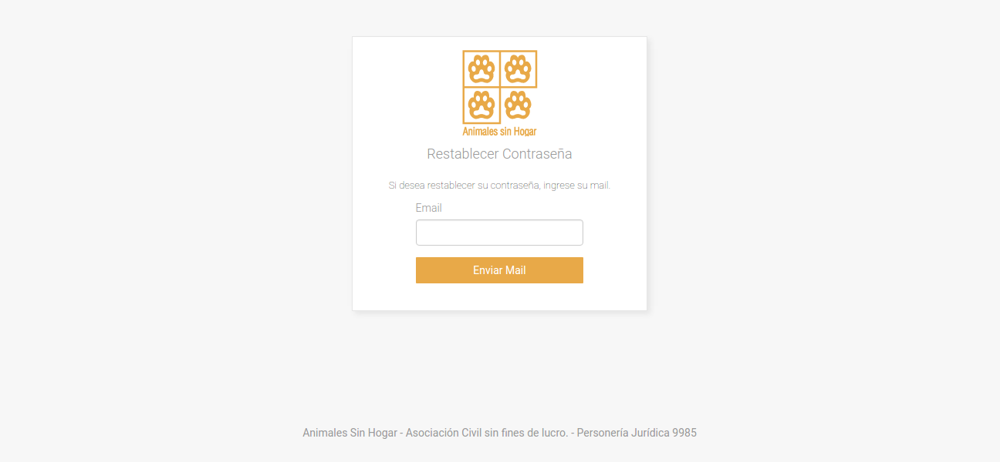 Animales sin Hogar
Restablecer Contraseña
Si desea restablecer su contraseña, ingrese su mail.
Email
Enviar Mail
Animales Sin Hogar - Asociación Civil sin fines de lucro. - Personería Jurídica 9985